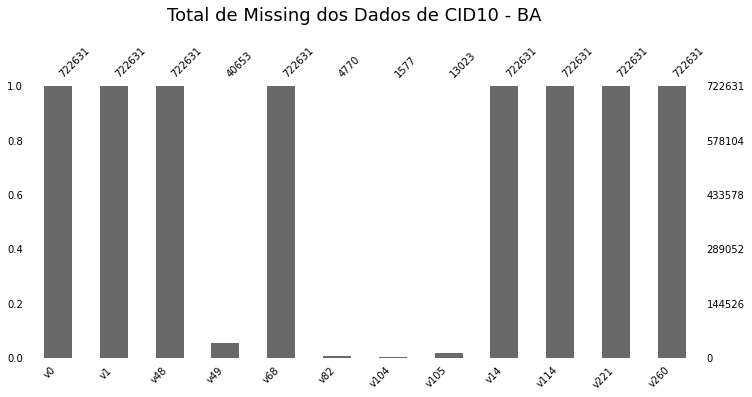 Total de Missing dos Dados de CID10 - BA
722631 722631 722631 40653 722631 4770 1577 13023 722631 722631 722631 722631
1.0 722631
0.8 578104
0.6 433578
0.4 289052
0.2 144526
0.0 0
v0 v1 v48 v49 v68 v82 v104 v105 v14 v114 v221 v260